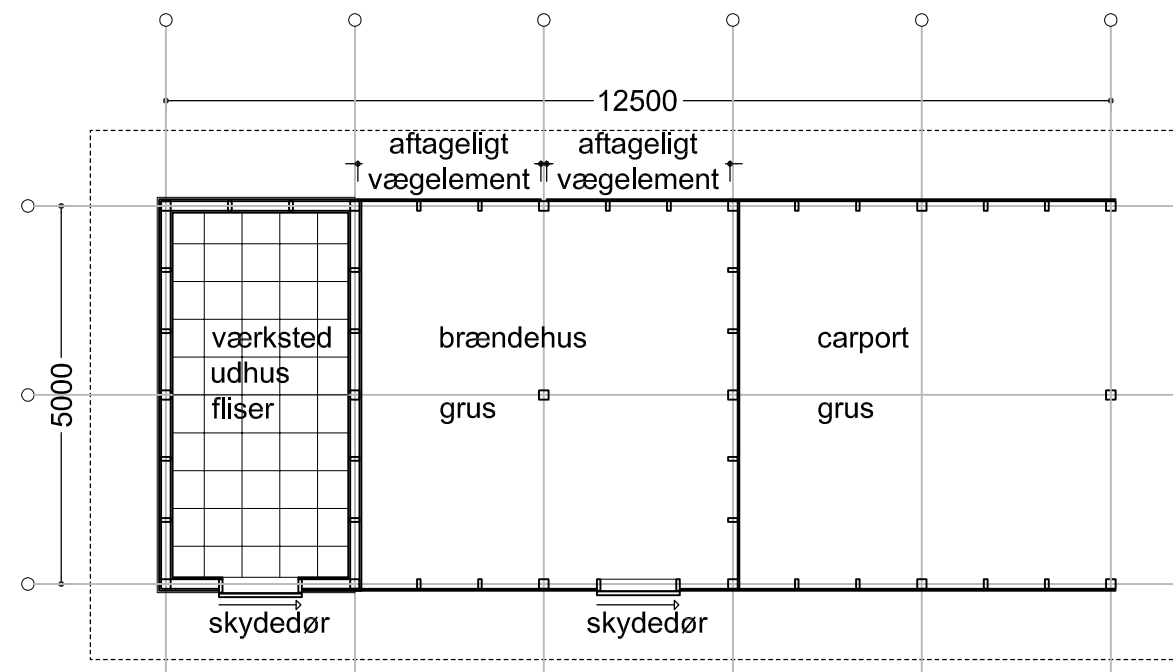 12500
aftageligt
vægelement
aftageligt
vægelement
5000
værksted
udhus
fliser
brændehus
grus
carport
grus
skydedør
skydedør